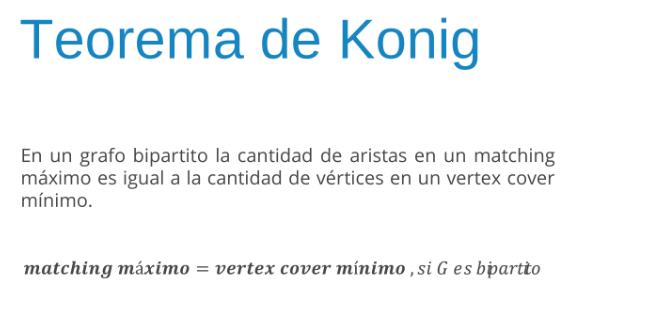 Teorema de Konig
En un grafo bipartito la cantidad de aristas en un matching
máximo es igual a la cantidad de vértices en un vertex cover
mínimo.
matching máximo = vertex cover mínimo , si G es bipartito